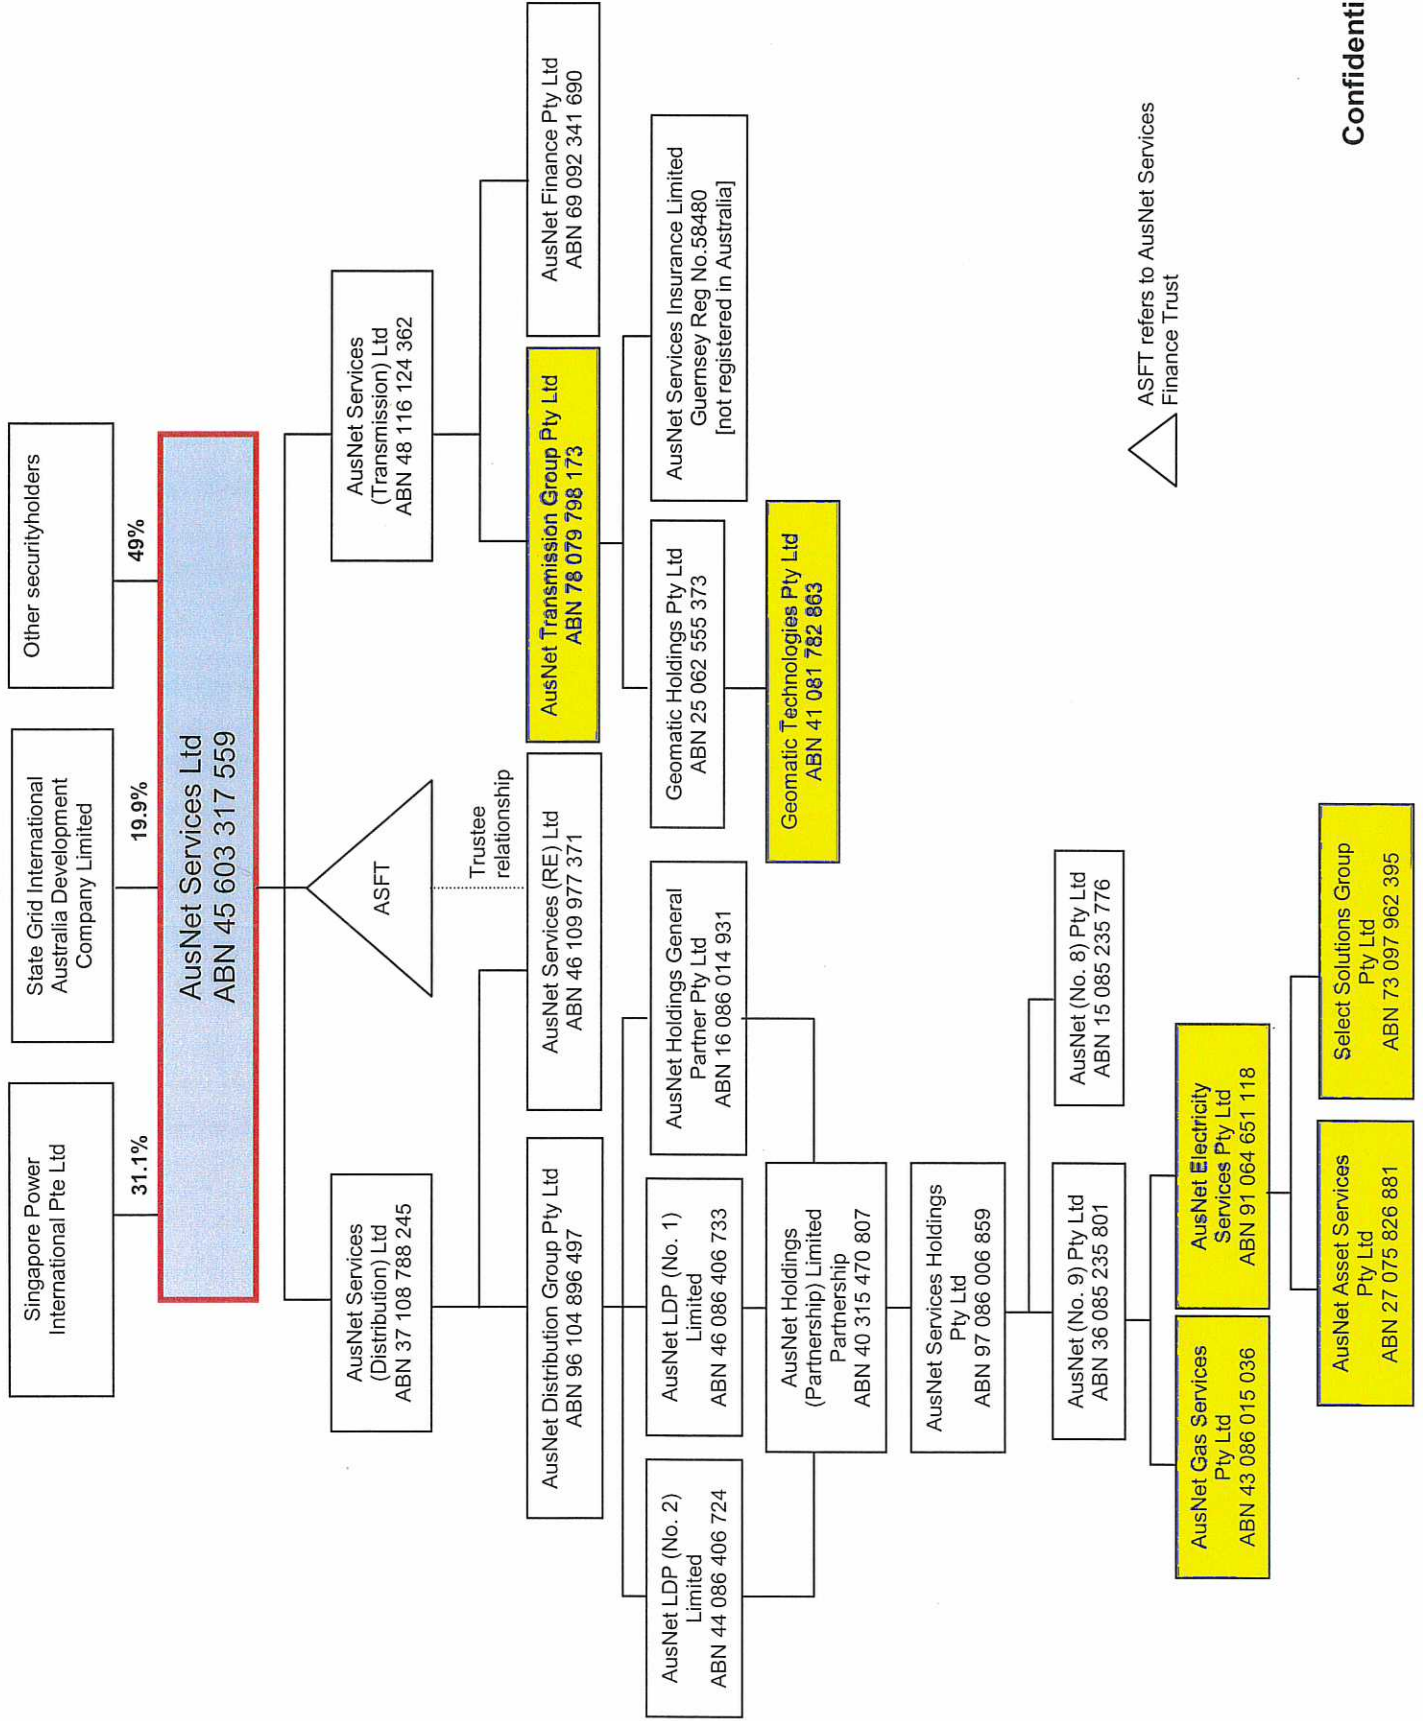 Singapore Power
International Pte Ltd
State Grid International
Australia Development
Company Limited
Other securityholders
31.1%
19.9%
49%
AusNet Services Ltd
ABN 45 603 317 559
AusNet Services
(Distribution) Ltd
ABN 37 108 788 245
ASFT
AusNet Services
(Transmission) Ltd
ABN 48 116 124 362
Trustee
relationship
AusNet Distribution Group Pty Ltd
ABN 96 104 896 497
AusNet Services (RE) Ltd
ABN 46 109 977 371
AusNet Transmission Group Pty Ltd
ABN 78 079 798 173
AusNet Finance Pty Ltd
ABN 69 092 341 690
AusNet LDP (No. 2)
Limited
ABN 44 086 406 724
AusNet LDP (No. 1)
Limited
ABN 46 086 406 733
AusNet Holdings General
Partner Pty Ltd
ABN 16 086 014 931
Geomatic Holdings Pty Ltd
ABN 25 062 555 373
AusNet Services Insurance Limited
Guernsey Reg No.58480
[not registered in Australia]
AusNet Holdings
(Partnership) Limited
Partnership
ABN 40 315 470 807
Geomatic Technologies Pty Ltd
ABN 41 081 782 863
AusNet Services Holdings
Pty Ltd
ABN 97 086 006 859
AusNet (No. 9) Pty Ltd
ABN 36 085 235 801
AusNet (No. 8) Pty Ltd
ABN 15 085 235 776
ASFT refers to AusNet Services
Finance Trust
AusNet Gas Services
Pty Ltd
ABN 43 086 015 036
AusNet Electricity
Services Pty Ltd
ABN 91 064 651 118
AusNet Asset Services
Pty Ltd
ABN 27 075 826 881
Select Solutions Group
Pty Ltd
ABN 73 097 962 395
Confidenti